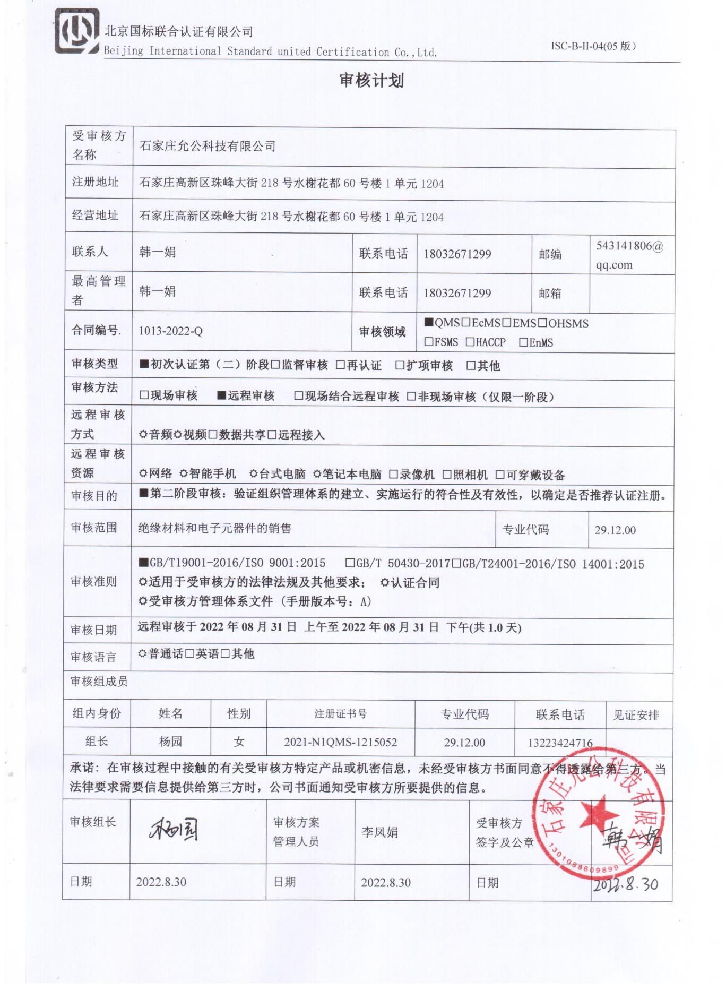 北京国标联合认证有限公司
Beijing International Standard united Certification Co.,Ltd.
ISC-B-II-04(05 版）
审核计划
受审核方
名称
石家庄允公科技有限公司
注册地址
石家庄高新区珠峰大街 218 号水榭花都 60 号楼 1 单元 1204
经营地址
石家庄高新区珠峰大街 218 号水榭花都 60 号楼 1 单元 1204
联系人
韩一娟
联系电话
18032671299
邮编
543141806@
qq.com
最高管理
者
韩一娟
联系电话
18032671299
邮箱
合同编号.
1013-2022-Q
审核领域
■QMS□EcMS□EMS□OHSMS
□FSMS □HACCP □EnMS
审核类型
■初次认证第（二）阶段□监督审核 □再认证 □扩项审核 □其他
审核方法
□现场审核 ■远程审核 □现场结合远程审核 □非现场审核（仅限一阶段）
远程审核
方式
✡音频✡视频□数据共享□远程接入
远程审核
资源
✡网络 ✡智能手机 ✡台式电脑 ✡笔记本电脑 □录像机 □照相机 □可穿戴设备
审核目的
■第二阶段审核：验证组织管理体系的建立、实施运行的符合性及有效性，以确定是否推荐认证注册。
审核范围
绝缘材料和电子元器件的销售
专业代码
29.12.00
审核准则
■GB/T19001-2016/ISO 9001:2015 □GB/T 50430-2017□GB/T24001-2016/ISO 14001:2015
✡适用于受审核方的法律法规及其他要求； ✡认证合同
✡受审核方管理体系文件（手册版本号：A）
审核日期
远程审核于 2022 年 08 月 31 日 上午至 2022 年 08 月 31 日 下午(共 1.0 天)
审核语言
✡普通话□英语□其他
审核组成员
组内身份 姓名 性别 注册证书号 专业代码 联系电话 见证安排
组长 杨园 女 2021-N1QMS-1215052 29.12.00 13223424716
承诺：在审核过程中接触的有关受审核方特定产品或机密信息，未经受审核方书面同意不得透露给第三方。当
法律要求需要信息提供给第三方时，公司书面通知受审核方所要提供的信息。
审核组长
杨园
审核方案
管理人员
李凤娟
受审核方
签字及公章
韩一娟
石家庄允公科技有限公司
1301088609899
日期
2022.8.30
日期
2022.8.30
日期
2022.8.30